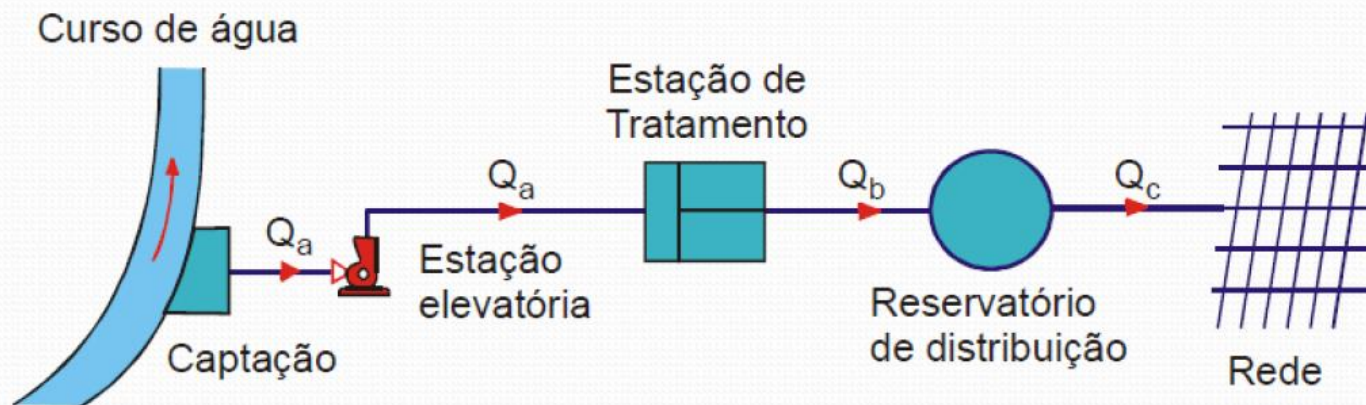 Curso de água
Estação de
Tratamento
Qa
Qb
Qc
Qa
Estação
elevatória
Reservatório
de distribuição
Captação
Rede